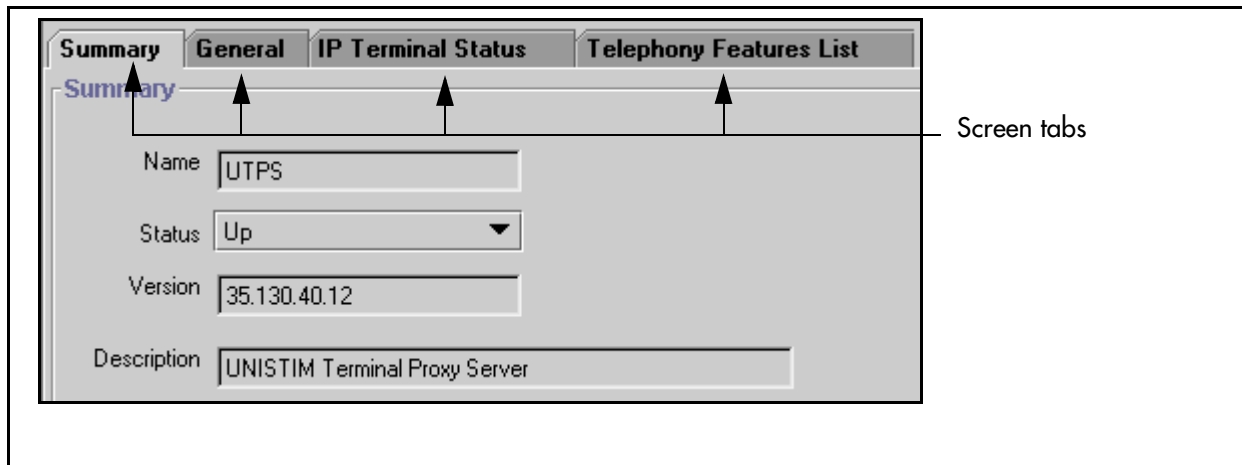 Summary General IP Terminal Status Telephony Features List
Summary
Screen tabs
Name UTPS
Status Up
Version 35.130.40.12
Description UNISTIM Terminal Proxy Server